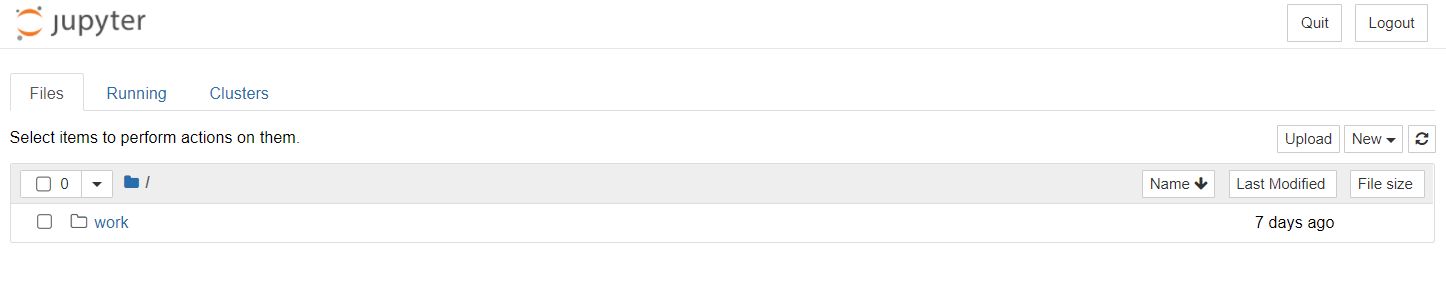 jupyter Quit Logout
Files Running Clusters
Select items to perform actions on them. Upload New
0 / Name Last Modified File size
work 7 days ago